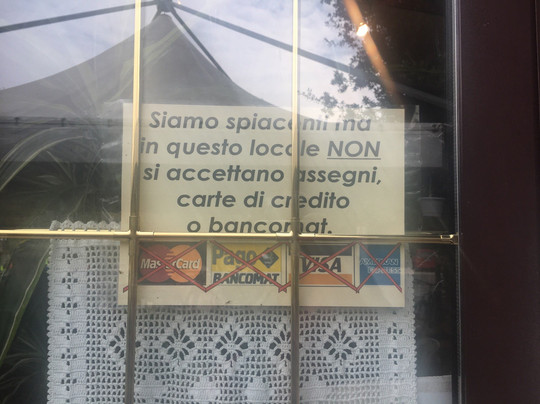 Siamo spiacenti ma
in questo locale NON
si accettano assegni,
carte di credito
o bancomat.
MasterCard
Pago
BANCOMAT
VISA